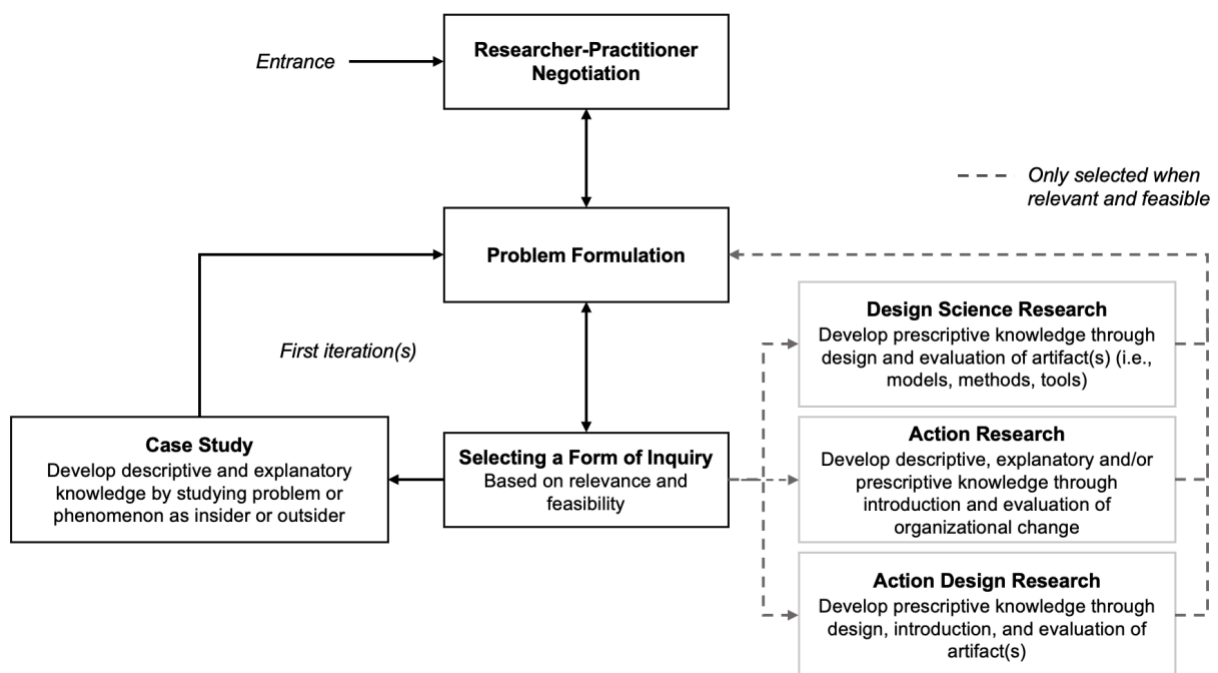 Researcher-Practitioner
Negotiation
Entrance
Only selected when
relevant and feasible
Problem Formulation
Design Science Research
Develop prescriptive knowledge through
design and evaluation of artifact(s) (i.e.,
models, methods, tools)
First iteration(s)
Case Study
Develop descriptive and explanatory
knowledge by studying problem or
phenomenon as insider or outsider
Selecting a Form of Inquiry
Based on relevance and
feasibility
Action Research
Develop descriptive, explanatory and/or
prescriptive knowledge through
introduction and evaluation of
organizational change
Action Design Research
Develop prescriptive knowledge through
design, introduction, and evaluation of
artifact(s)